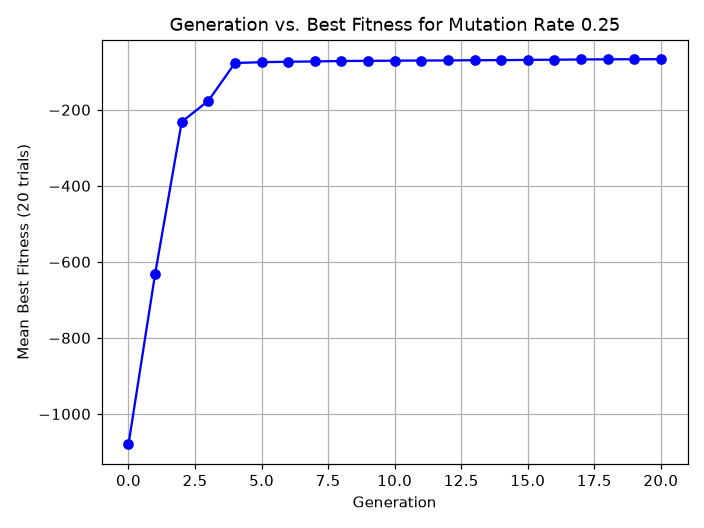 Generation vs. Best Fitness for Mutation Rate 0.25
Mean Best Fitness (20 trials)
−200
−400
−600
−800
−1000
0.0 2.5 5.0 7.5 10.0 12.5 15.0 17.5 20.0
Generation